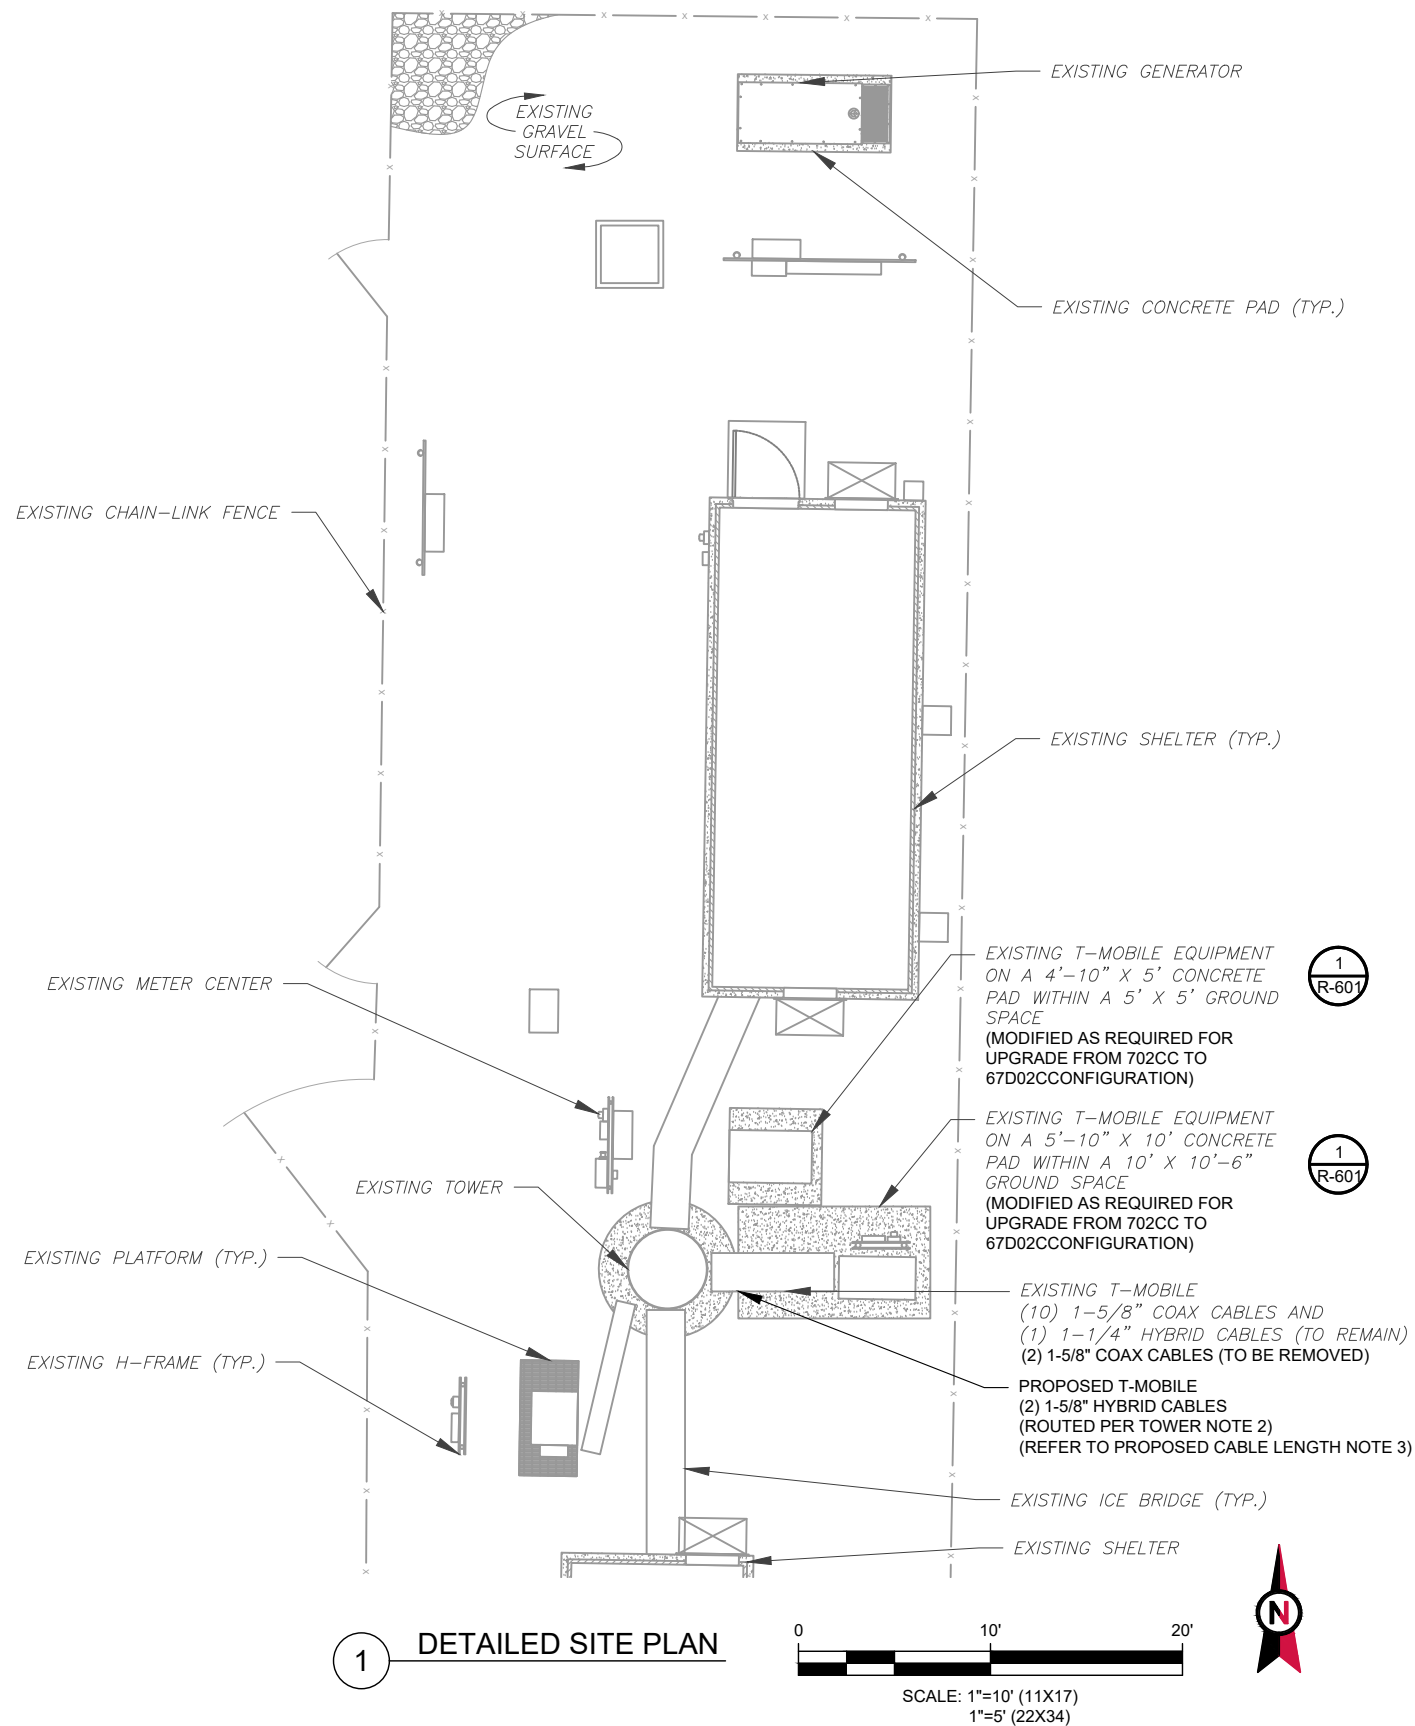 EXISTING GENERATOR
EXISTING
GRAVEL
SURFACE
EXISTING CONCRETE PAD (TYP.)
EXISTING CHAIN-LINK FENCE
EXISTING SHELTER (TYP.)
EXISTING METER CENTER
EXISTING T-MOBILE EQUIPMENT
ON A 4'-10" X 5' CONCRETE
PAD WITHIN A 5' X 5' GROUND
SPACE
(MODIFIED AS REQUIRED FOR
UPGRADE FROM 702CC TO
67D02CCONFIGURATION)
1
R-601
EXISTING T-MOBILE EQUIPMENT
ON A 5'-10" X 10' CONCRETE
PAD WITHIN A 10' X 10'-6"
GROUND SPACE
(MODIFIED AS REQUIRED FOR
UPGRADE FROM 702CC TO
67D02CCONFIGURATION)
1
R-601
EXISTING TOWER
EXISTING PLATFORM (TYP.)
EXISTING T-MOBILE
(10) 1-5/8" COAX CABLES AND
(1) 1-1/4" HYBRID CABLES (TO REMAIN)
(2) 1-5/8" COAX CABLES (TO BE REMOVED)
EXISTING H-FRAME (TYP.)
PROPOSED T-MOBILE
(2) 1-5/8" HYBRID CABLES
(ROUTED PER TOWER NOTE 2)
(REFER TO PROPOSED CABLE LENGTH NOTE 3)
EXISTING ICE BRIDGE (TYP.)
EXISTING SHELTER
N
1
DETAILED SITE PLAN
0
10'
20'
SCALE: 1"=10' (11X17)
1"=5' (22X34)